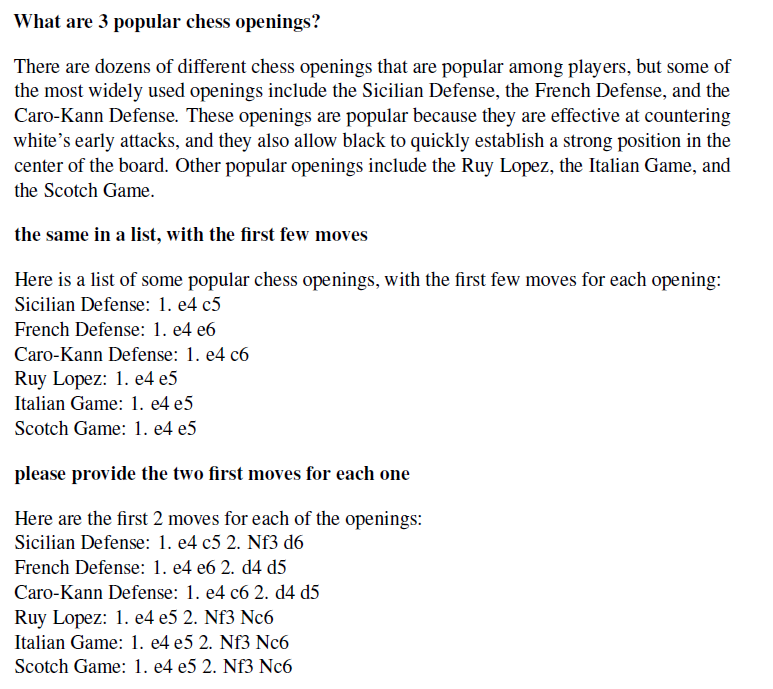 What are 3 popular chess openings?
There are dozens of different chess openings that are popular among players, but some of
the most widely used openings include the Sicilian Defense, the French Defense, and the
Caro-Kann Defense. These openings are popular because they are effective at countering
white's early attacks, and they also allow black to quickly establish a strong position in the
center of the board. Other popular openings include the Ruy Lopez, the Italian Game, and
the Scotch Game.
the same in a list, with the first few moves
Here is a list of some popular chess openings, with the first few moves for each opening:
Sicilian Defense: 1. e4 c5
French Defense: 1. e4 e6
Caro-Kann Defense: 1. e4 c6
Ruy Lopez: 1. e4 e5
Italian Game: 1. e4 e5
Scotch Game: 1. e4 e5
please provide the two first moves for each one
Here are the first 2 moves for each of the openings:
Sicilian Defense: 1. e4 c5 2. Nf3 d6
French Defense: 1. e4 e6 2. d4 d5
Caro-Kann Defense: 1. e4 c6 2. d4 d5
Ruy Lopez: 1. e4 e5 2. Nf3 Nc6
Italian Game: 1. e4 e5 2. Nf3 Nc6
Scotch Game: 1. e4 e5 2. Nf3 Nc6